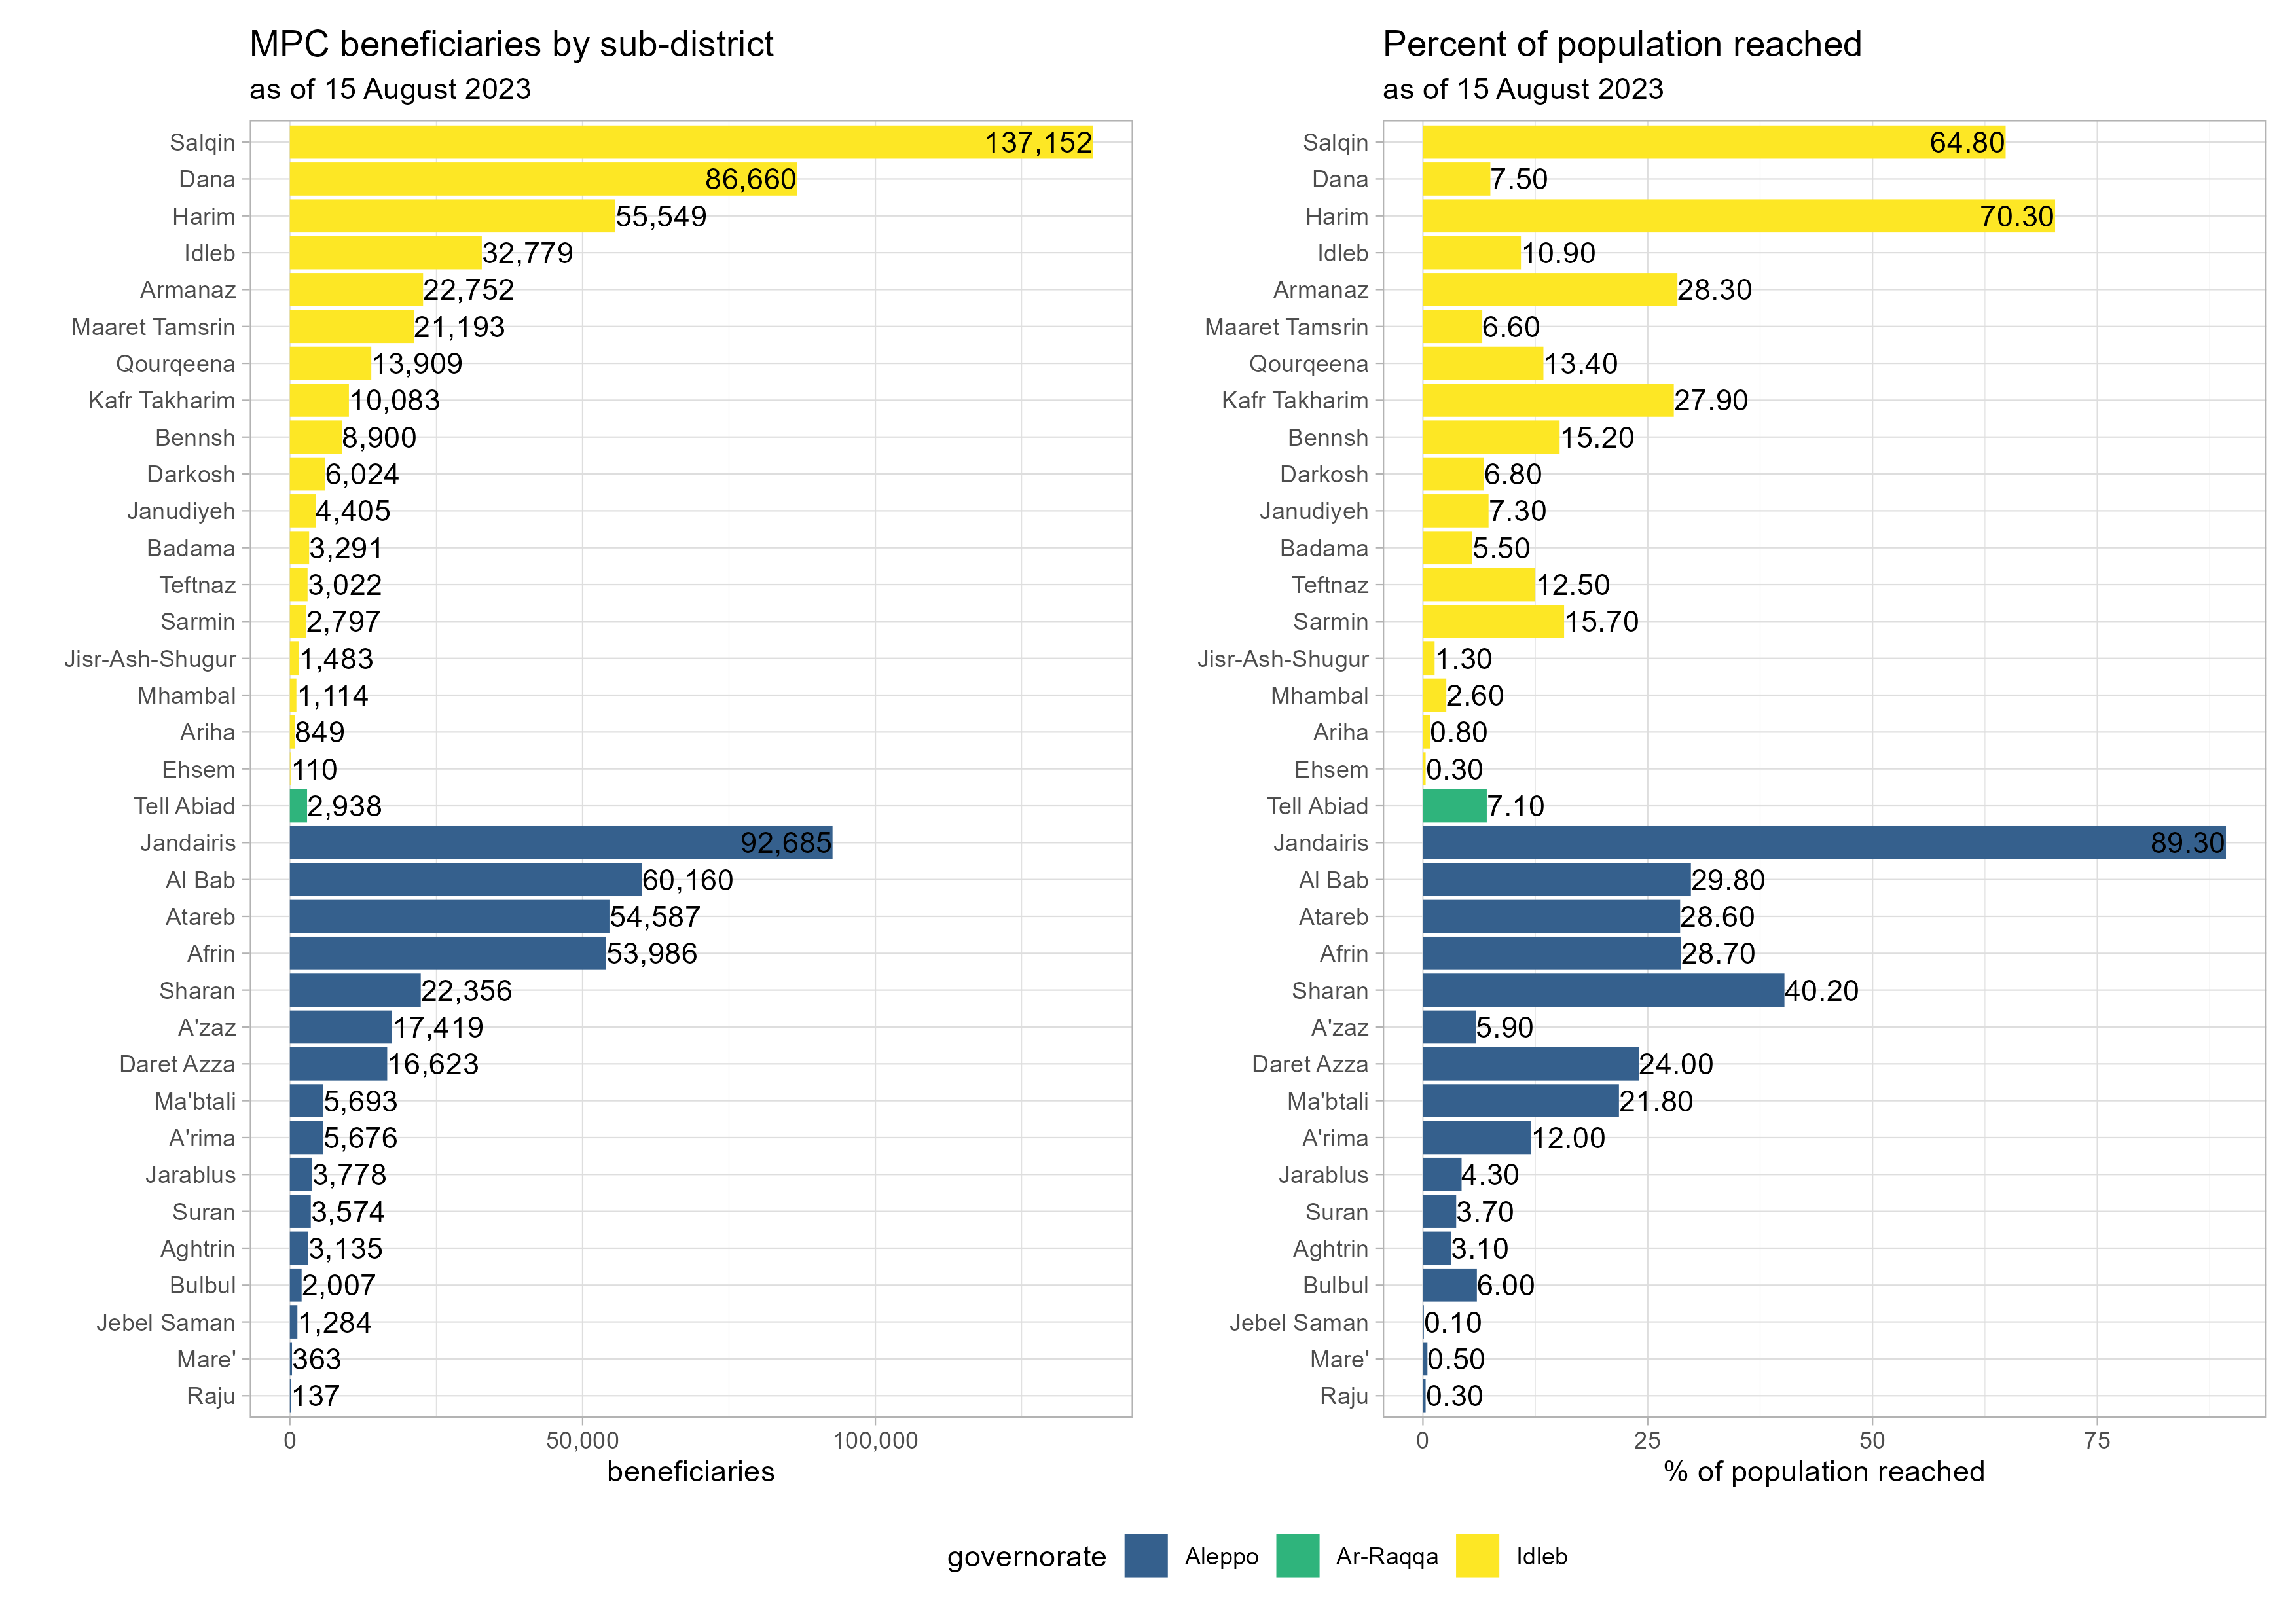 MPC beneficiaries by sub-district
as of 15 August 2023
Salqin 137,152
Dana 86,660
Harim 55,549
Idleb 32,779
Armanaz 22,752
Maaret Tamsrin 21,193
Qourqeena 13,909
Kafr Takharim 10,083
Bennsh 8,900
Darkosh 6,024
Janudiyeh 4,405
Badama 3,291
Teftnaz 3,022
Sarmin 2,797
Jisr-Ash-Shugur 1,483
Mhambal 1,114
Ariha 849
Ehsem 110
Tell Abiad 2,938
Jandairis 92,685
Al Bab 60,160
Atareb 54,587
Afrin 53,986
Sharan 22,356
A'zaz 17,419
Daret Azza 16,623
Ma'btali 5,693
A'rima 5,676
Jarablus 3,778
Suran 3,574
Aghtrin 3,135
Bulbul 2,007
Jebel Saman 1,284
Mare' 363
Raju 137
0 50,000 100,000
beneficiaries
Percent of population reached
as of 15 August 2023
Salqin 64.80
Dana 7.50
Harim 70.30
Idleb 10.90
Armanaz 28.30
Maaret Tamsrin 6.60
Qourqeena 13.40
Kafr Takharim 27.90
Bennsh 15.20
Darkosh 6.80
Janudiyeh 7.30
Badama 5.50
Teftnaz 12.50
Sarmin 15.70
Jisr-Ash-Shugur 1.30
Mhambal 2.60
Ariha 0.80
Ehsem 0.30
Tell Abiad 7.10
Jandairis 89.30
Al Bab 29.80
Atareb 28.60
Afrin 28.70
Sharan 40.20
A'zaz 5.90
Daret Azza 24.00
Ma'btali 21.80
A'rima 12.00
Jarablus 4.30
Suran 3.70
Aghtrin 3.10
Bulbul 6.00
Jebel Saman 0.10
Mare' 0.50
Raju 0.30
0 25 50 75
% of population reached
governorate Aleppo Ar-Raqqa Idleb